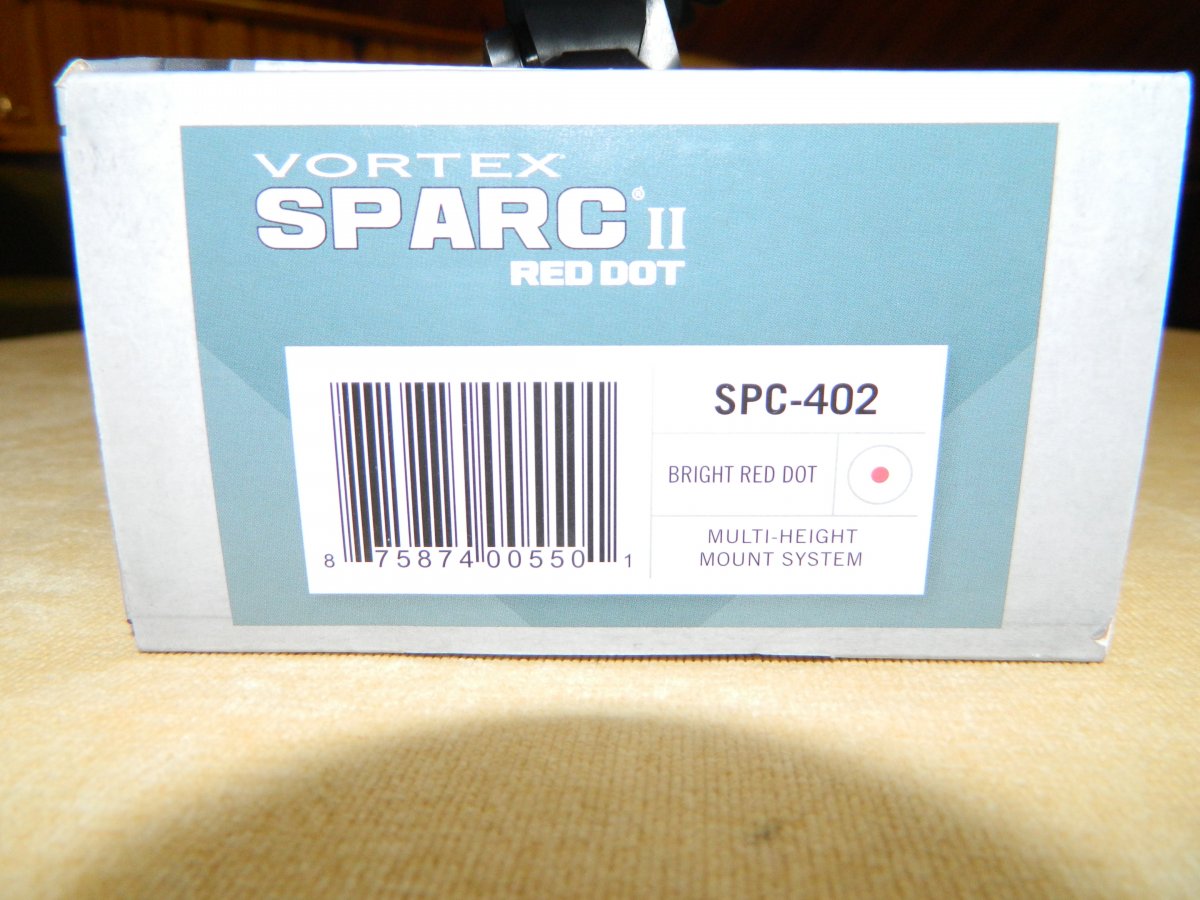 VORTEX
SPARC® II
RED DOT
SPC-402
BRIGHT RED DOT
MULTI-HEIGHT
MOUNT SYSTEM
8 75874 00550 1